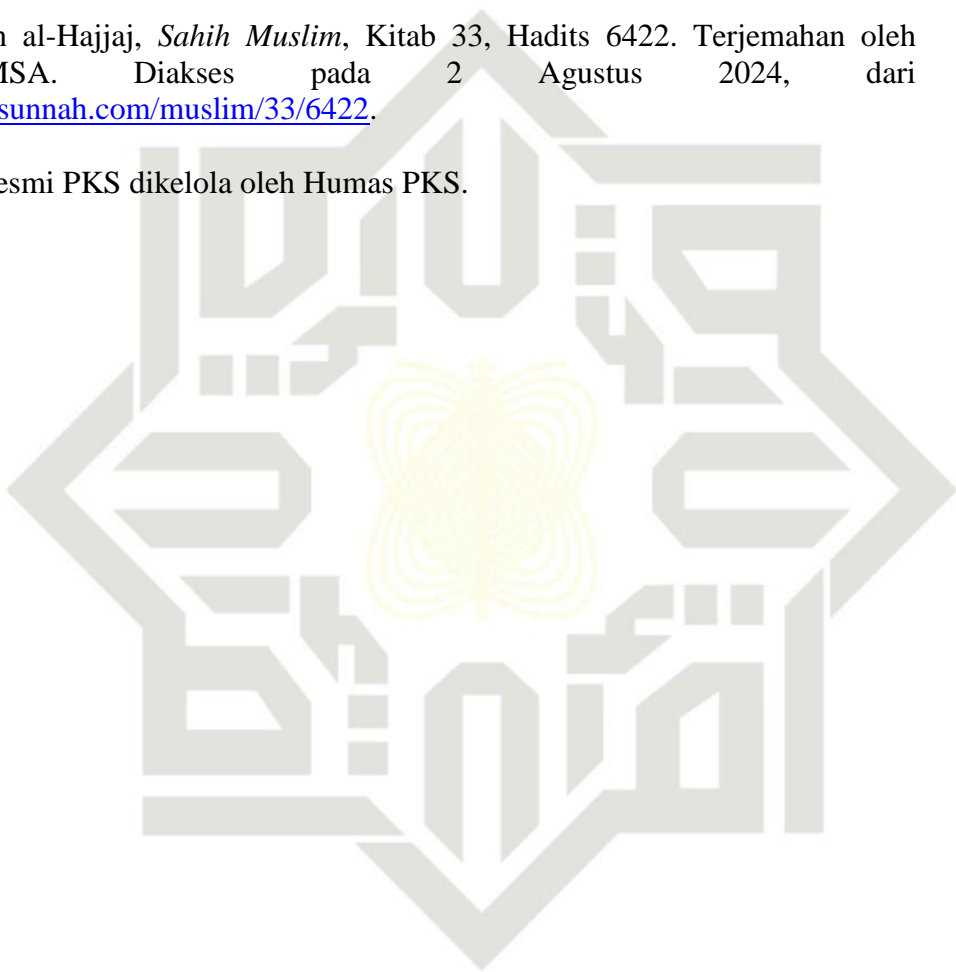 al-Hajjaj, Sahih Muslim, Kitab 33, Hadits 6422. Terjemahan oleh
MSA. Diakses pada 2 Agustus 2024, dari
sunnah.com/muslim/33/6422.
esmi PKS dikelola oleh Humas PKS.